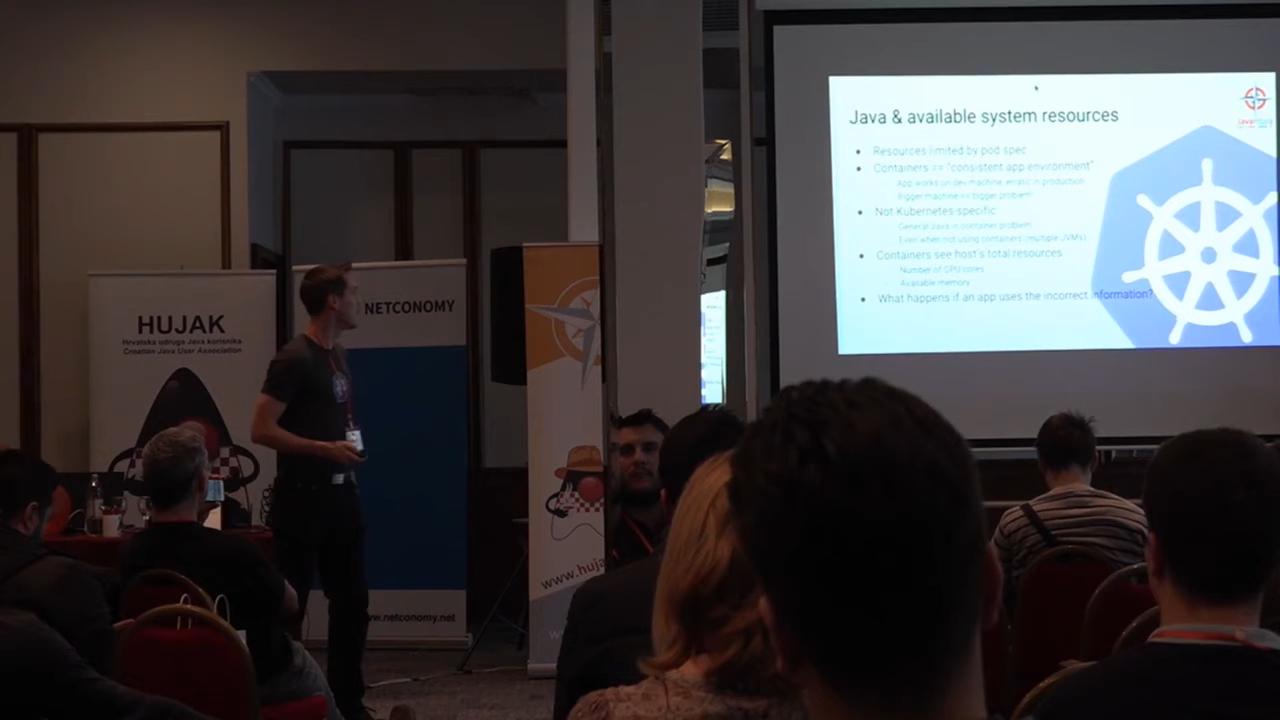 Java & available system resources
Resources limited by pod spec
Containers == "consistent app environment"
App works on dev machine, erratic in production
Bigger machine == bigger problem!
Not Kubernetes-specific
General Java in container problem
Even when not using containers (multiple JVMs)
Containers see host's total resources
Number of CPU cores
Available memory
What happens if an app uses the incorrect information?
HUJAK
Hrvatska udruga Java korisnika
Croatian Java User Association
NETCONOMY
www.netconomy.net
www.huja